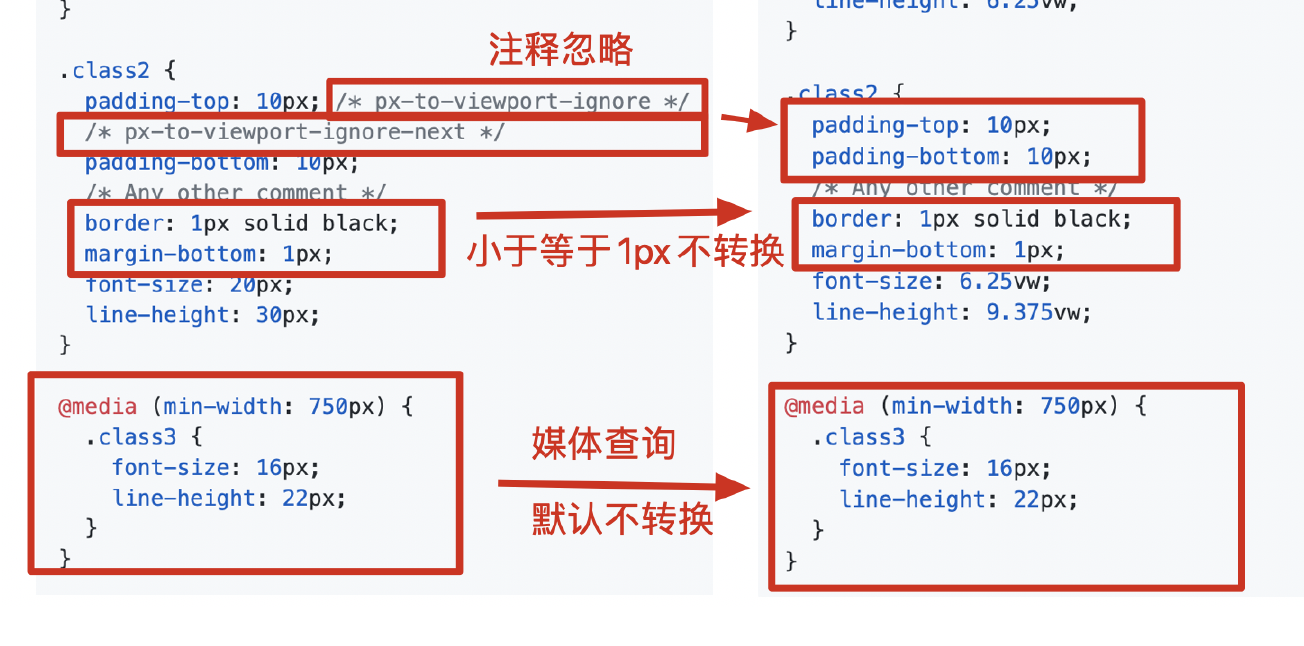 }
.class2 {
padding-top: 10px; /* px-to-viewport-ignore */
/* px-to-viewport-ignore-next */
padding-bottom: 10px;
/* Any other comment */
border: 1px solid black;
margin-bottom: 1px;
font-size: 20px;
line-height: 30px;
}
@media (min-width: 750px) {
.class3 {
font-size: 16px;
line-height: 22px;
}
}
注释忽略
小于等于1px不转换
媒体查询
默认不转换
line-height: 6.25vw;
}
.class2 {
padding-top: 10px;
padding-bottom: 10px;
/* Any other comment */
border: 1px solid black;
margin-bottom: 1px;
font-size: 6.25vw;
line-height: 9.375vw;
}
@media (min-width: 750px) {
.class3 {
font-size: 16px;
line-height: 22px;
}
}